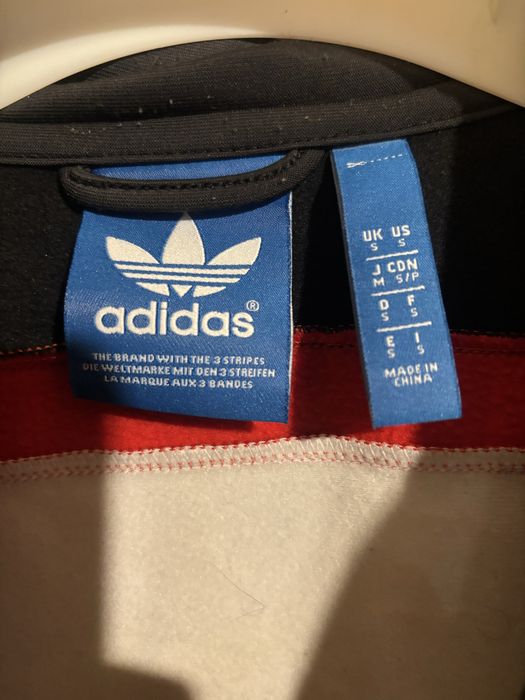 adidas®
THE BRAND WITH THE 3 STRIPES
DIE WELTMARKE MIT DEN 3 STREIFEN
LA MARQUE AUX 3 BANDES
UK US
S S
J CDN
M S/P
D F
S S
E I
S S
MADE IN
CHINA